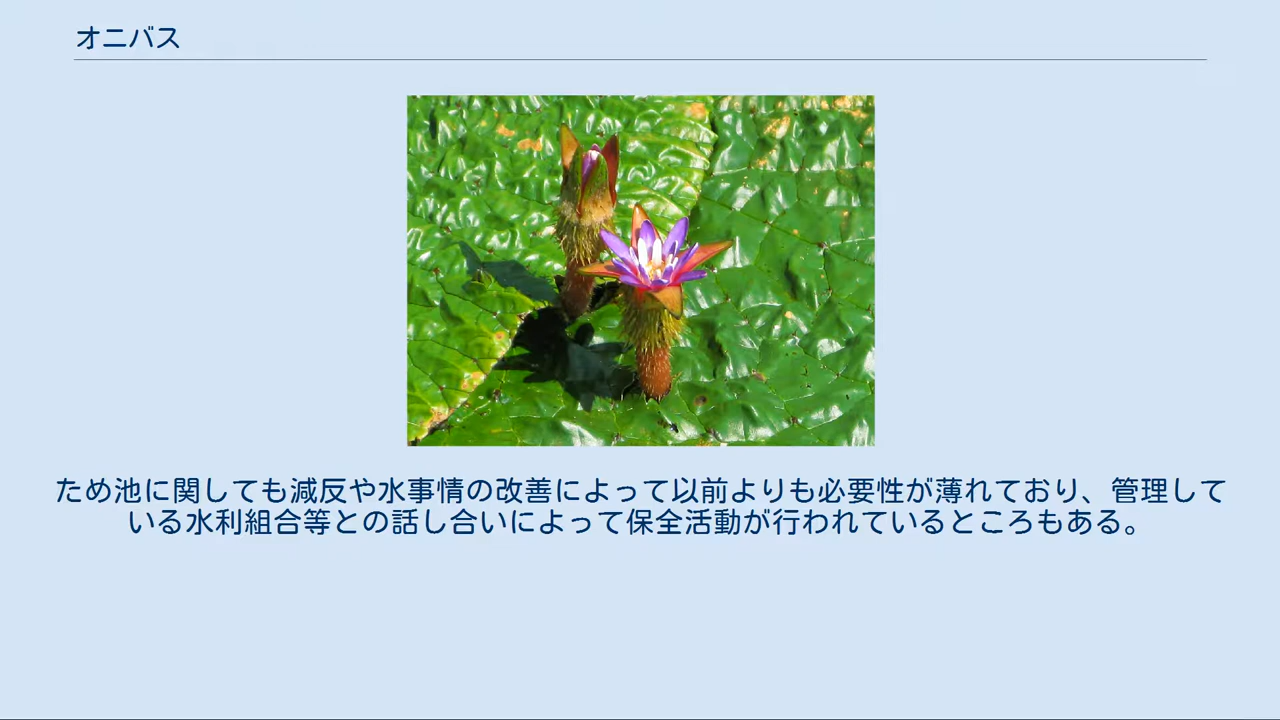 オニバス
ため池に関しても減反や水事情の改善によって以前よりも必要性が薄れており、管理して
いる水利組合等との話し合いによって保全活動が行われているところもある。